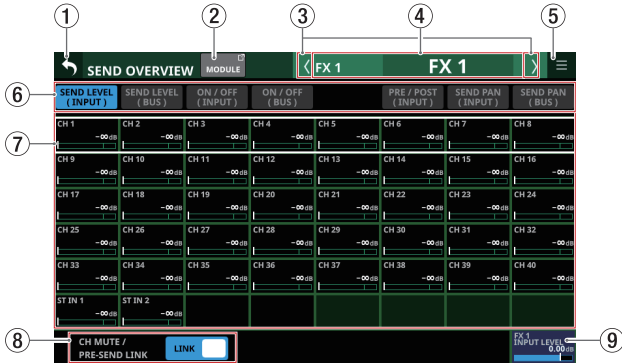 1 2 3 4 5
SEND OVERVIEW MODULE FX 1 FX 1
6
SEND LEVEL (INPUT)
SEND LEVEL (BUS)
ON / OFF (INPUT)
ON / OFF (BUS)
PRE / POST (INPUT)
SEND PAN (INPUT)
SEND PAN (BUS)
7
CH 1 CH 2 CH 3 CH 4 CH 5 CH 6 CH 7 CH 8
-∞dB -∞dB -∞dB -∞dB -∞dB -∞dB -∞dB -∞dB
CH 9 CH 10 CH 11 CH 12 CH 13 CH 14 CH 15 CH 16
-∞dB -∞dB -∞dB -∞dB -∞dB -∞dB -∞dB -∞dB
CH 17 CH 18 CH 19 CH 20 CH 21 CH 22 CH 23 CH 24
-∞dB -∞dB -∞dB -∞dB -∞dB -∞dB -∞dB -∞dB
CH 25 CH 26 CH 27 CH 28 CH 29 CH 30 CH 31 CH 32
-∞dB -∞dB -∞dB -∞dB -∞dB -∞dB -∞dB -∞dB
CH 33 CH 34 CH 35 CH 36 CH 37 CH 38 CH 39 CH 40
-∞dB -∞dB -∞dB -∞dB -∞dB -∞dB -∞dB -∞dB
ST IN 1 ST IN 2
-∞dB -∞dB
8
CH MUTE /
PRE-SEND LINK
LINK
FX 1
INPUT LEVEL
0.00dB
9